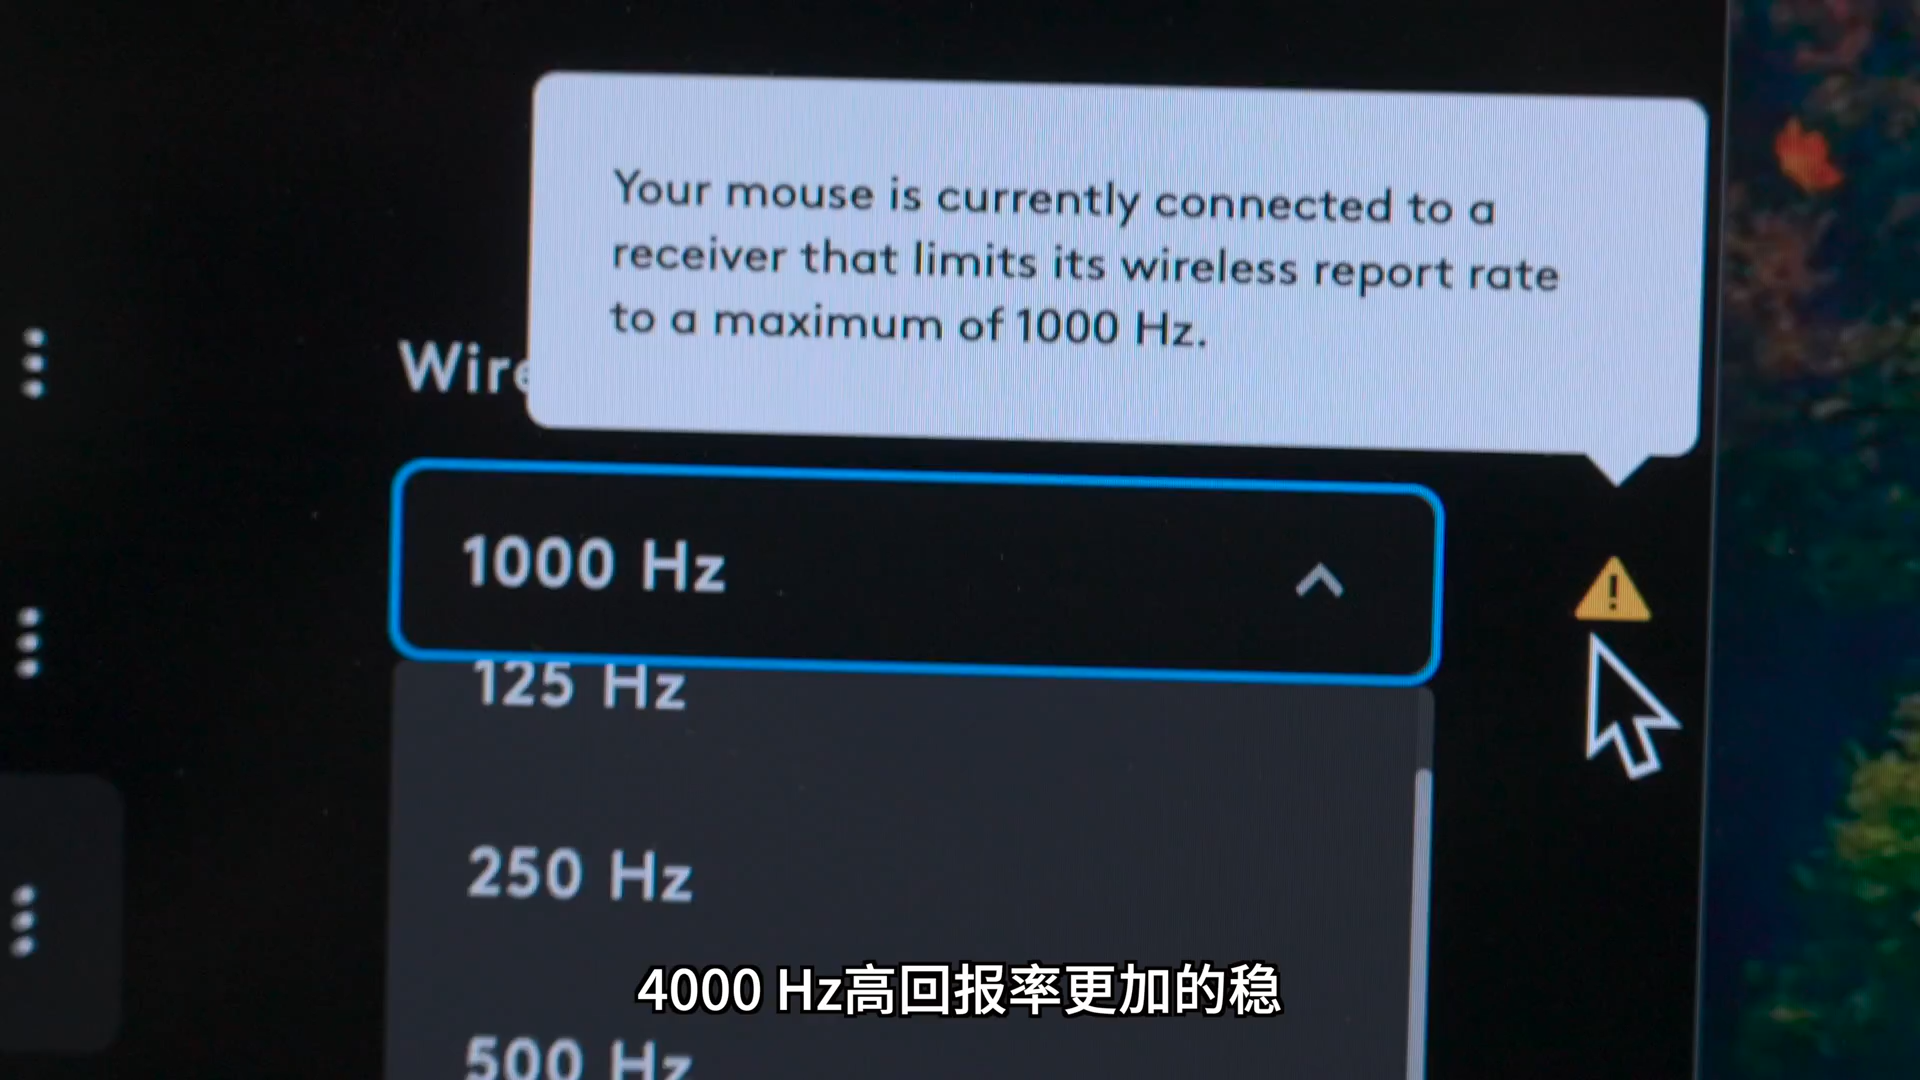 Your mouse is currently connected to a
receiver that limits its wireless report rate
to a maximum of 1000 Hz.
Wire
1000 Hz
125 Hz
250 Hz
500 Hz
4000 Hz高回报率更加的稳